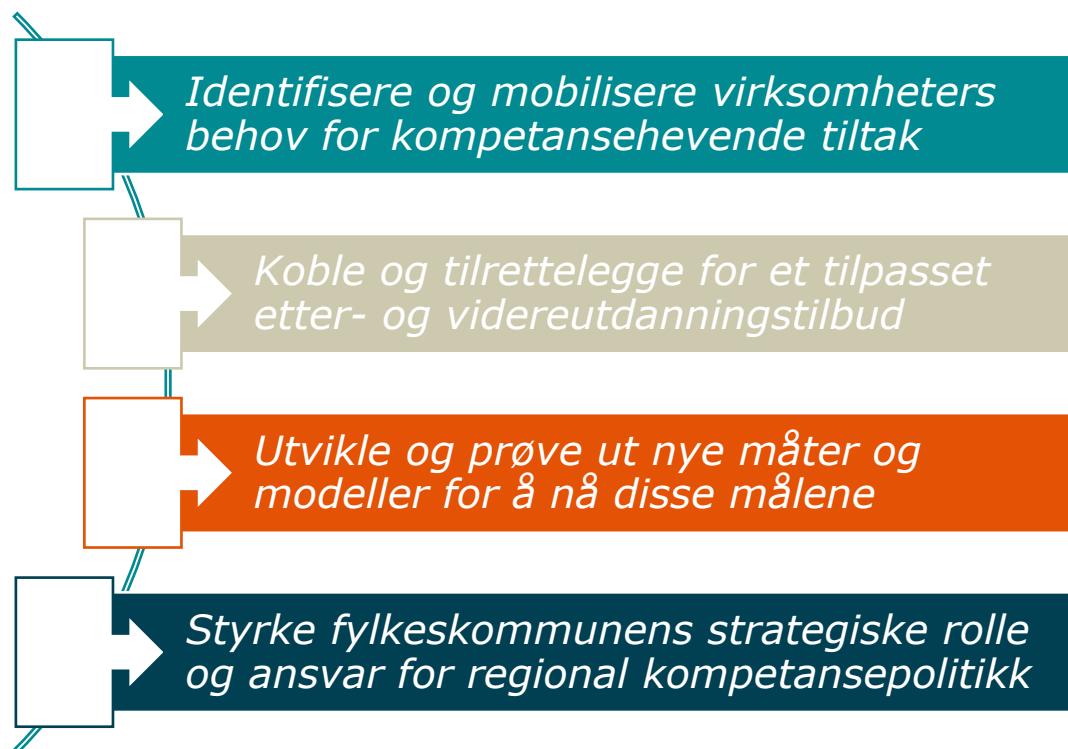 Identifisere og mobilisere virksomheters
behov for kompetansehevende tiltak
Koble og tilrettelegge for et tilpasset
etter- og videreutdanningstilbud
Utvikle og prøve ut nye måter og
modeller for å nå disse målene
Styrke fylkeskommunens strategiske rolle
og ansvar for regional kompetansepolitikk